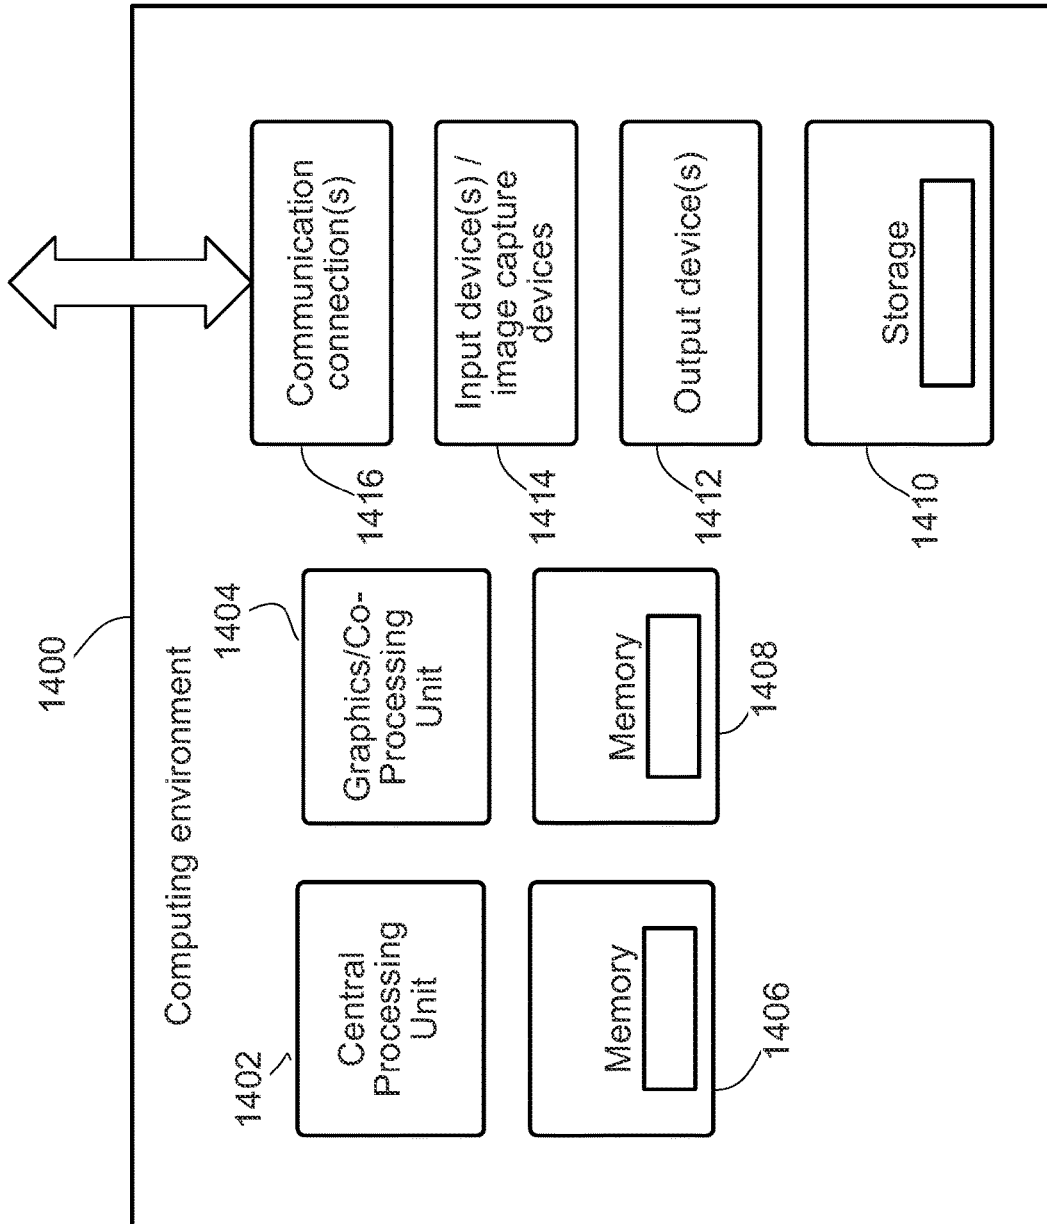 1400
Computing environment
1402
Central
Processing
Unit
1404
Graphics/Co-
Processing
Unit
1416
Communication
connection(s)
1414
Input device(s) /
image capture
devices
1412
Output device(s)
1410
Storage
Memory
1406
Memory
1408